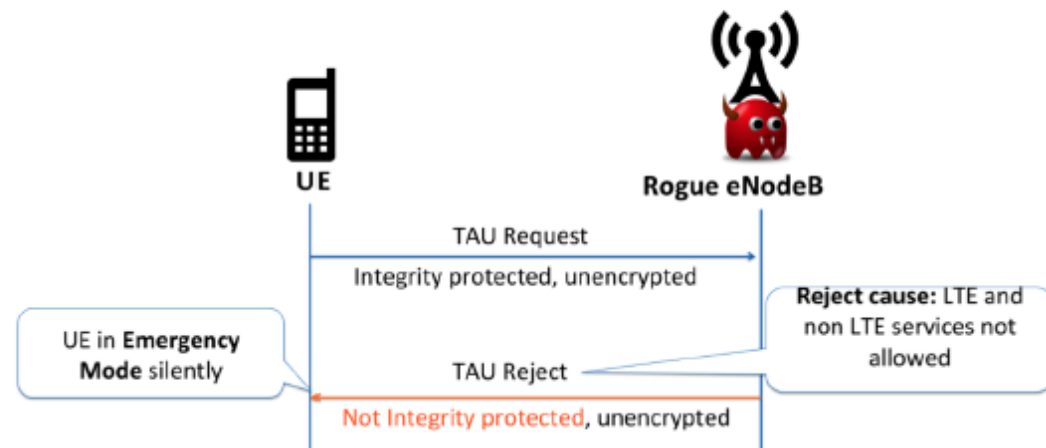 UE
Rogue eNodeB
TAU Request
Integrity protected, unencrypted
Reject cause: LTE and
non LTE services not
allowed
UE in Emergency
Mode silently
TAU Reject
Not Integrity protected, unencrypted